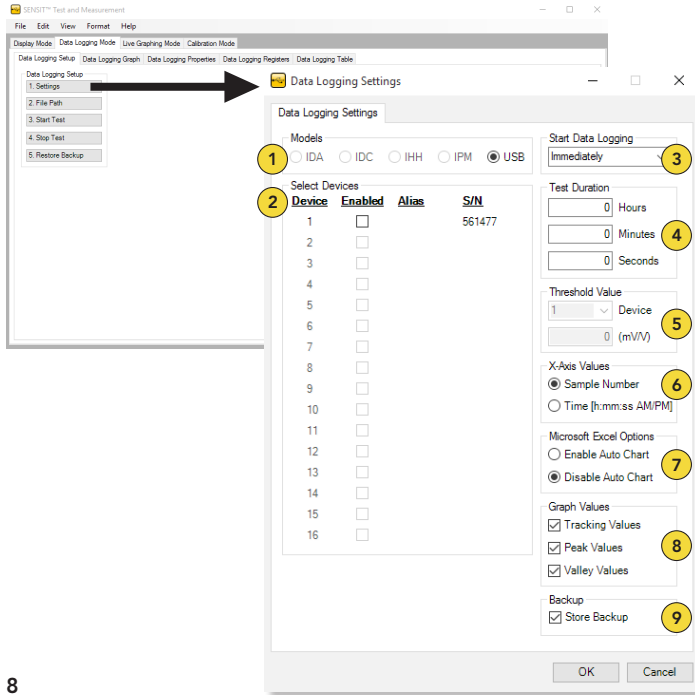 SENSIT™ Test and Measurement
File Edit View Format Help
Display Mode Data Logging Mode Live Graphing Mode Calibration Mode
Data Logging Setup Data Logging Graph Data Logging Properties Data Logging Registers Data Logging Table
Data Logging Setup
1. Settings
2. File Path
3. Start Test
4. Stop Test
5. Restore Backup
Data Logging Settings
Data Logging Settings
Models
1 IDA IDC IHH IPM USB
Select Devices
2 Device Enabled Alias S/N
1 561477
2
3
4
5
6
7
8
9
10
11
12
13
14
15
16
Start Data Logging
Immediately 3
Test Duration
0 Hours
0 Minutes 4
0 Seconds
Threshold Value
1 Device
5
0 (mV/V)
X-Axis Values
Sample Number 6
Time [h:mm:ss AM/PM]
Microsoft Excel Options
Enable Auto Chart
7
Disable Auto Chart
Graph Values
Tracking Values
Peak Values 8
Valley Values
Backup
Store Backup 9
OK Cancel
8